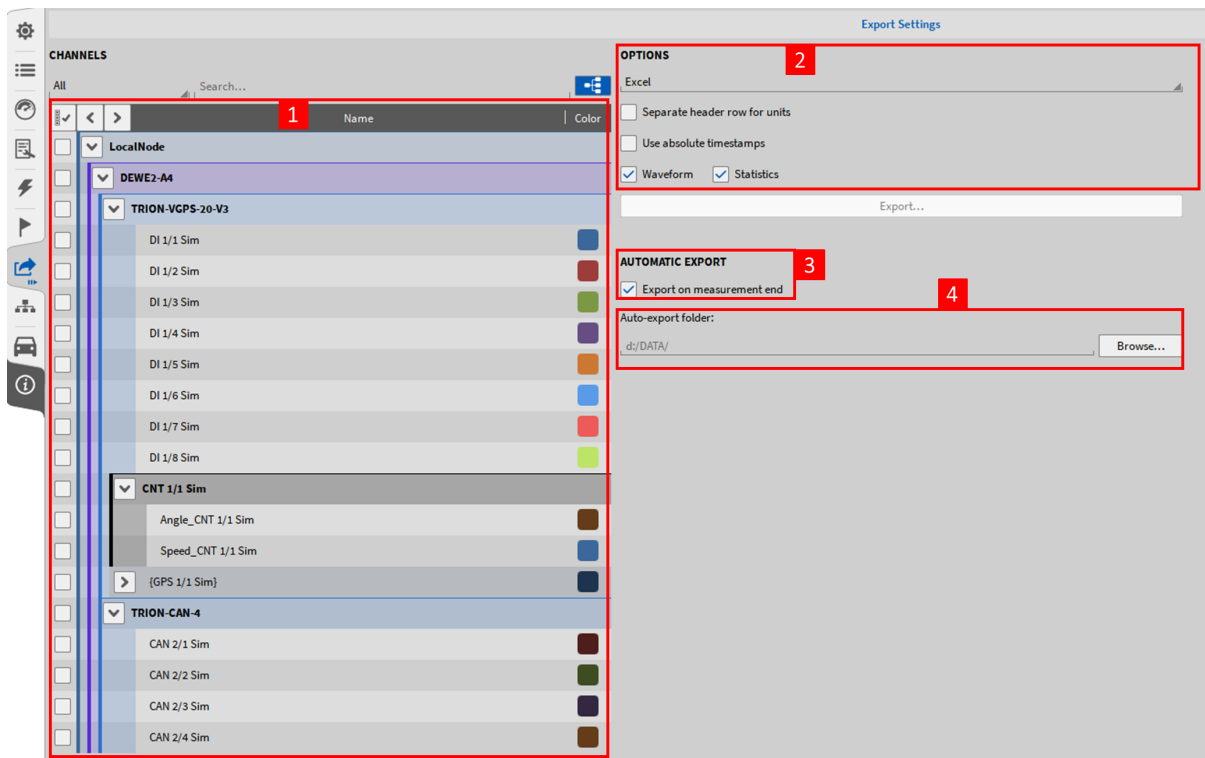 Export Settings
CHANNELS
All
Search...
1
Name
Color
LocalNode
DEWE2-A4
TRION-VGPS-20-V3
DI 1/1 Sim
DI 1/2 Sim
DI 1/3 Sim
DI 1/4 Sim
DI 1/5 Sim
DI 1/6 Sim
DI 1/7 Sim
DI 1/8 Sim
CNT 1/1 Sim
Angle_CNT 1/1 Sim
Speed_CNT 1/1 Sim
{GPS 1/1 Sim}
TRION-CAN-4
CAN 2/1 Sim
CAN 2/2 Sim
CAN 2/3 Sim
CAN 2/4 Sim
OPTIONS
2
Excel
Separate header row for units
Use absolute timestamps
Waveform Statistics
Export...
AUTOMATIC EXPORT
3
Export on measurement end
4
Auto-export folder:
d:/DATA/
Browse...